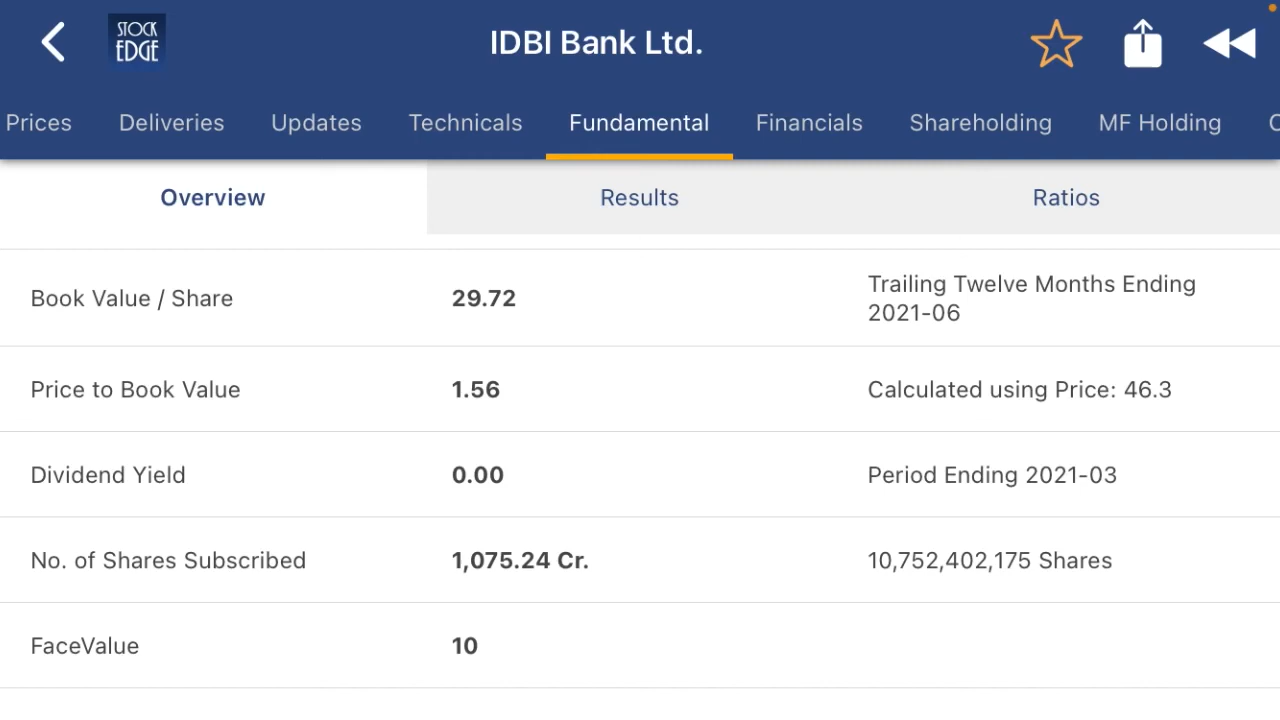 STOCK
EDGE
IDBI Bank Ltd.
Prices Deliveries Updates Technicals Fundamental Financials Shareholding MF Holding
Overview Results Ratios
Book Value / Share 29.72 Trailing Twelve Months Ending
2021-06
Price to Book Value 1.56 Calculated using Price: 46.3
Dividend Yield 0.00 Period Ending 2021-03
No. of Shares Subscribed 1,075.24 Cr. 10,752,402,175 Shares
FaceValue 10